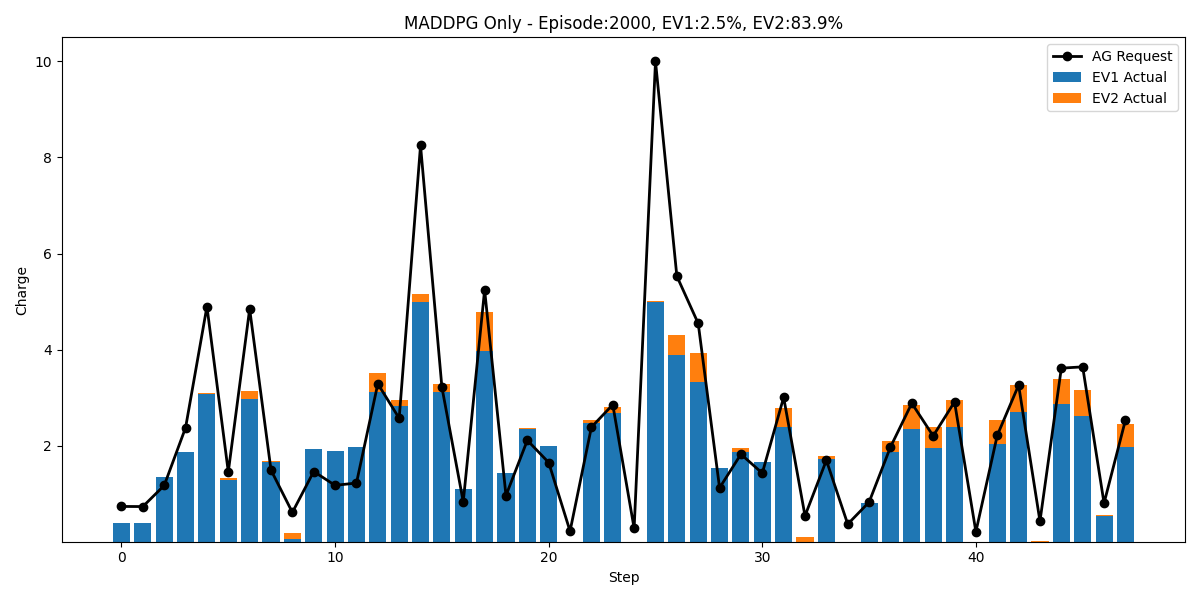 MADDPG Only - Episode:2000, EV1:2.5%, EV2:83.9%
AG Request
EV1 Actual
EV2 Actual
Charge
10
8
6
4
2
0 10 20 30 40
Step